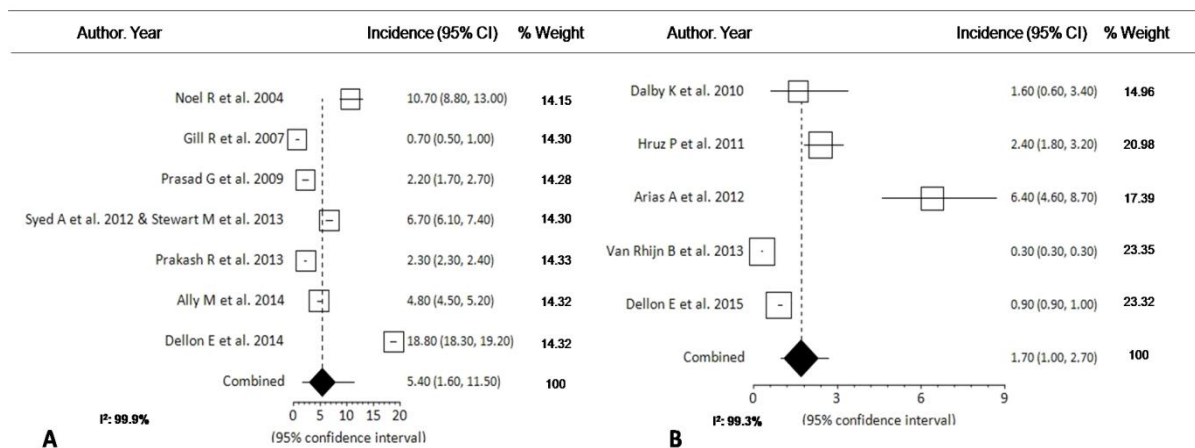 Author. Year Incidence (95% CI) % Weight
Noel R et al. 2004 10.70 (8.80, 13.00) 14.15
Gill R et al. 2007 0.70 (0.50, 1.00) 14.30
Prasad G et al. 2009 2.20 (1.70, 2.70) 14.28
Syed A et al. 2012 & Stewart M et al. 2013 6.70 (6.10, 7.40) 14.30
Prakash R et al. 2013 2.30 (2.30, 2.40) 14.33
Ally M et al. 2014 4.80 (4.50, 5.20) 14.32
Dellon E et al. 2014 18.80 (18.30, 19.20) 14.32
Combined 5.40 (1.60, 11.50) 100
0 5 10 15 20
I²: 99.9%
(95% confidence interval)
A
Author. Year Incidence (95% CI) % Weight
Dalby K et al. 2010 1.60 (0.60, 3.40) 14.96
Hruz P et al. 2011 2.40 (1.80, 3.20) 20.98
Arias A et al. 2012 6.40 (4.60, 8.70) 17.39
Van Rhijn B et al. 2013 0.30 (0.30, 0.30) 23.35
Dellon E et al. 2015 0.90 (0.90, 1.00) 23.32
Combined 1.70 (1.00, 2.70) 100
0 3 6 9
I²: 99.3%
(95% confidence interval)
B